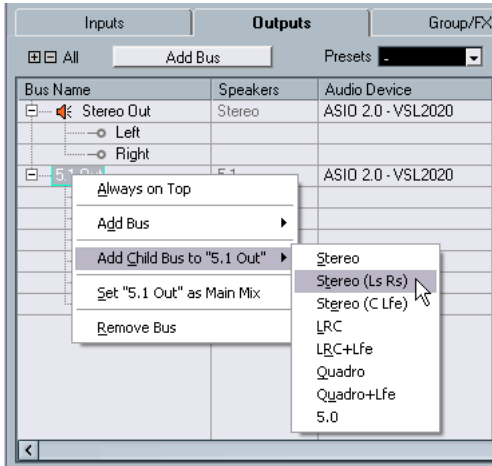 Inputs Outputs Group/FX
All Add Bus Presets -
Bus Name Speakers Audio Device
Stereo Out Stereo ASIO 2.0 - VSL2020
Left
Right
5.1 Out 5.1 ASIO 2.0 - VSL2020
Always on Top
Add Bus
Add Child Bus to "5.1 Out"
Set "5.1 Out" as Main Mix
Remove Bus
Stereo
Stereo (Ls Rs)
Stereo (C Lfe)
LRC
LRC+Lfe
Quadro
Quadro+Lfe
5.0